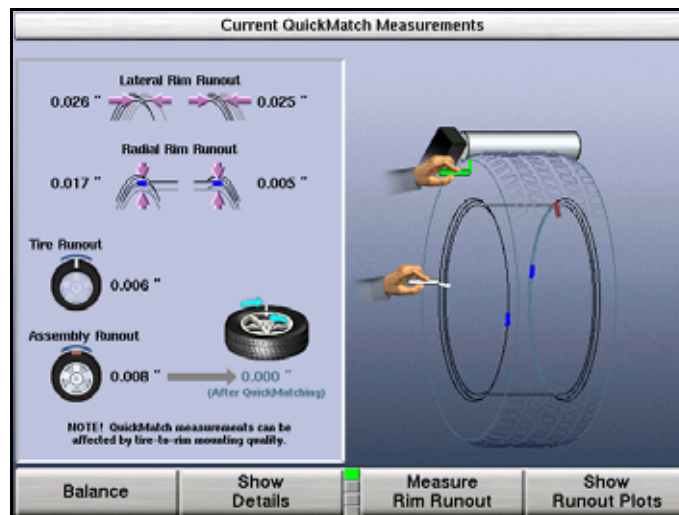 Current QuickMatch Measurements
Lateral Rim Runout
0.026 " 0.025 "
Radial Rim Runout
0.017 " 0.005 "
Tire Runout
0.006 "
Assembly Runout
0.008 " 0.000 "
(After QuickMatching)
NOTE! QuickMatch measurements can be
affected by tire-to-rim mounting quality.
Balance
Show
Details
Measure
Rim Runout
Show
Runout Plots